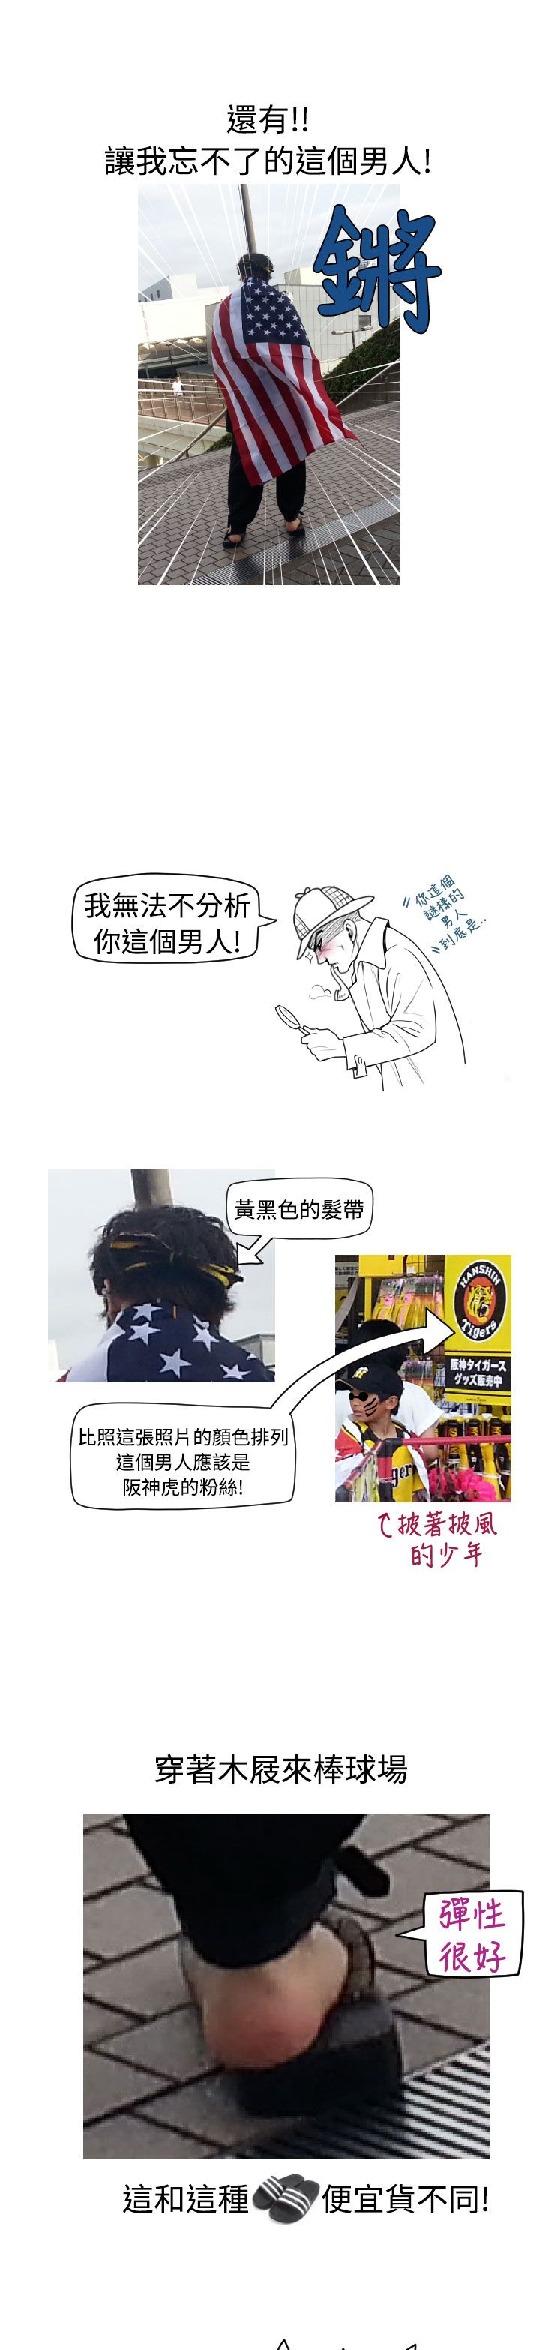 還有!!
讓我忘不了的這個男人!
鏘
我無法不分析
你這個男人!
〃你這個
謎樣的
男人
到底是..〃
黃黑色的髮帶
HANSHIN
Tigers
阪神タイガース
グッズ販売中
比照這張照片的顏色排列
這個男人應該是
阪神虎的粉絲!
披著披風
的少年
穿著木屐來棒球場
彈性
很好
這和這種
便宜貨不同!